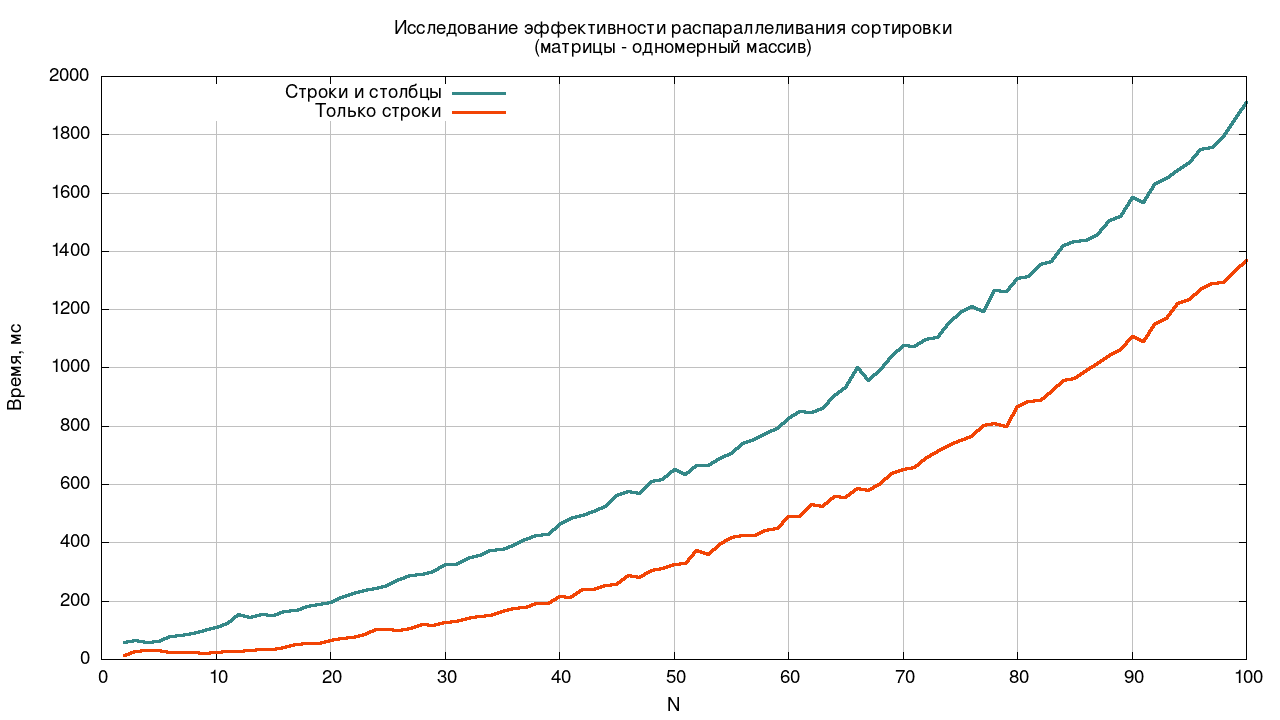 Исследование эффективности распараллеливания сортировки
(матрицы - одномерный массив)
Строки и столбцы
Только строки
2000
1800
1600
1400
1200
1000
800
600
400
200
0
Время, мс
0 10 20 30 40 50 60 70 80 90 100
N